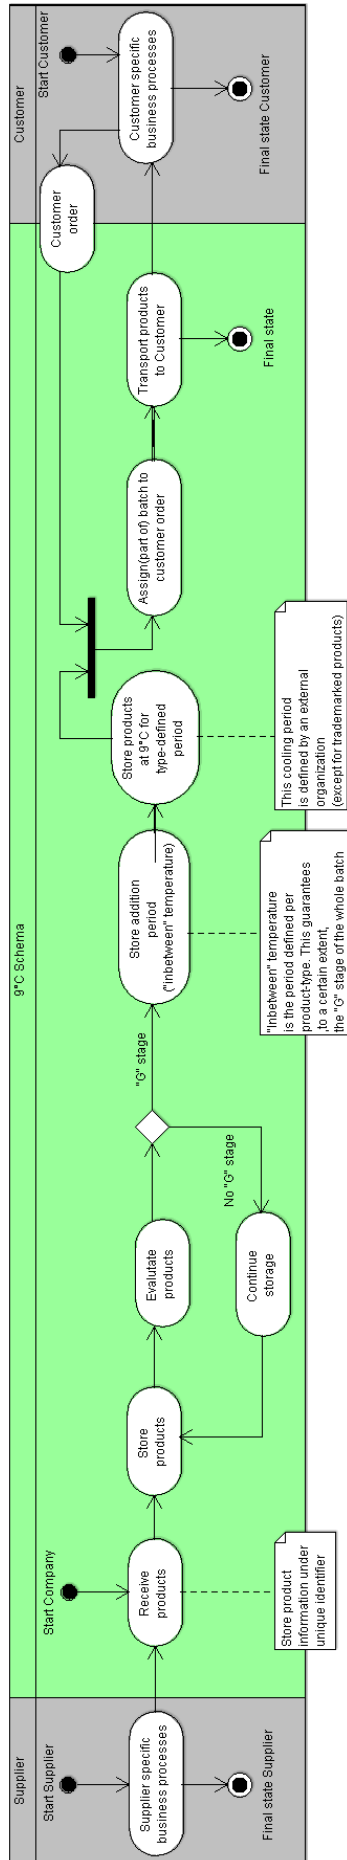 Supplier
9°C Schema
Customer
Start Supplier
Supplier specific
business processes
Final state Supplier
Start Company
Receive
products
Store product
information under
unique identifier
Store
products
Evalutate
products
Continue
storage
No "G" stage
"G" stage
Store addition
period
("Inbetween" temperature)
"Inbetween" temperature
is the period defined per
product-type. This guarantees
,to a certain extent,
the "G" stage of the whole batch
Store products
at 9°C for
type-defined
period
This cooling period
is defined by an external
organization
(except for trademarked products)
Assign(part of) batch to
customer order
Transport products
to Customer
Final state
Customer
order
Start Customer
Customer specific
business processes
Final state Customer